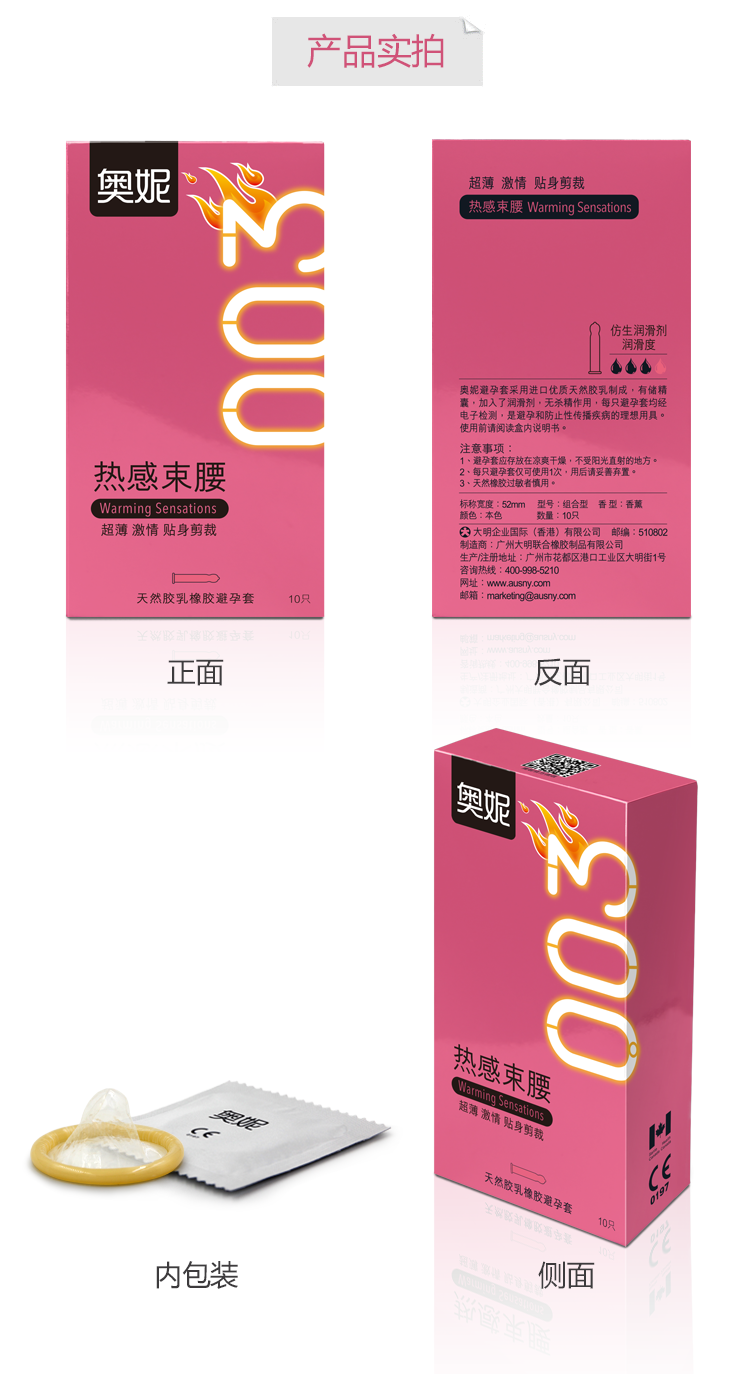 产品实拍
奥妮
003
热感束腰
Warming Sensations
超薄 激情 贴身剪裁
天然胶乳橡胶避孕套
10只
正面
超薄 激情 贴身剪裁
热感束腰 Warming Sensations
仿生润滑剂
润滑度
奥妮避孕套采用进口优质天然胶乳制成，有储精
囊，加入了润滑剂，无杀精作用，每只避孕套均经
电子检测，是避孕和防止性传播疾病的理想用具。
使用前请阅读盒内说明书。
注意事项：
1、避孕套应存放在凉爽干燥，不受阳光直射的地方。
2、每只避孕套仅可使用1次，用后请妥善弃置。
3、天然橡胶过敏者慎用。
标称宽度：52mm 型号：组合型 香型：香薰
颜色：本色 数量：10只
大明企业国际（香港）有限公司 邮编：510802
制造商：广州大明联合橡胶制品有限公司
生产/注册地址：广州市花都区港口工业区大明街1号
咨询热线：400-998-5210
网址：www.ausny.com
邮箱：marketing@ausny.com
反面
奥妮
CE
内包装
奥妮
0.03
热感束腰
Warming Sensations
超薄 激情 贴身剪裁
天然胶乳橡胶避孕套
10只
CE
0197
侧面